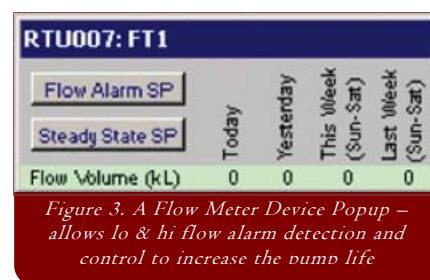 RTU007: FT1
Flow Alarm SP
Steady State SP
Today
Yesterday
This Week
(Sun-Sat)
Last Week
(Sun-Sat)
Flow Volume (kL) 0 0 0 0
Figure 3. A Flow Meter Device Popup –
allows lo & hi flow alarm detection and
control to increase the pump life